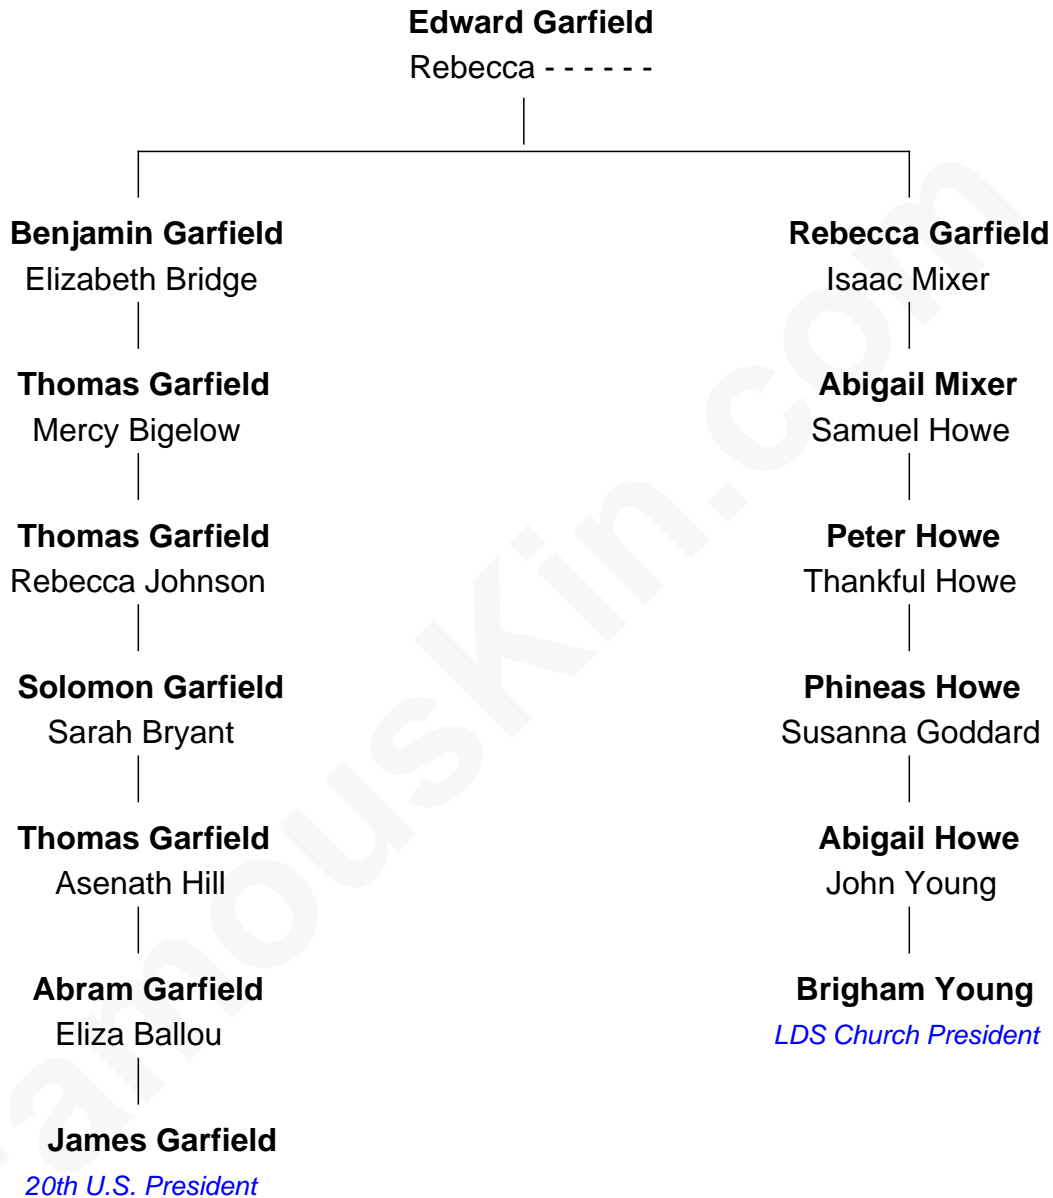 Edward Garfield
Rebecca - - - - - -
Benjamin Garfield
Elizabeth Bridge
Thomas Garfield
Mercy Bigelow
Thomas Garfield
Rebecca Johnson
Solomon Garfield
Sarah Bryant
Thomas Garfield
Asenath Hill
Abram Garfield
Eliza Ballou
James Garfield
20th U.S. President
Rebecca Garfield
Isaac Mixer
Abigail Mixer
Samuel Howe
Peter Howe
Thankful Howe
Phineas Howe
Susanna Goddard
Abigail Howe
John Young
Brigham Young
LDS Church President
FamousKin.com